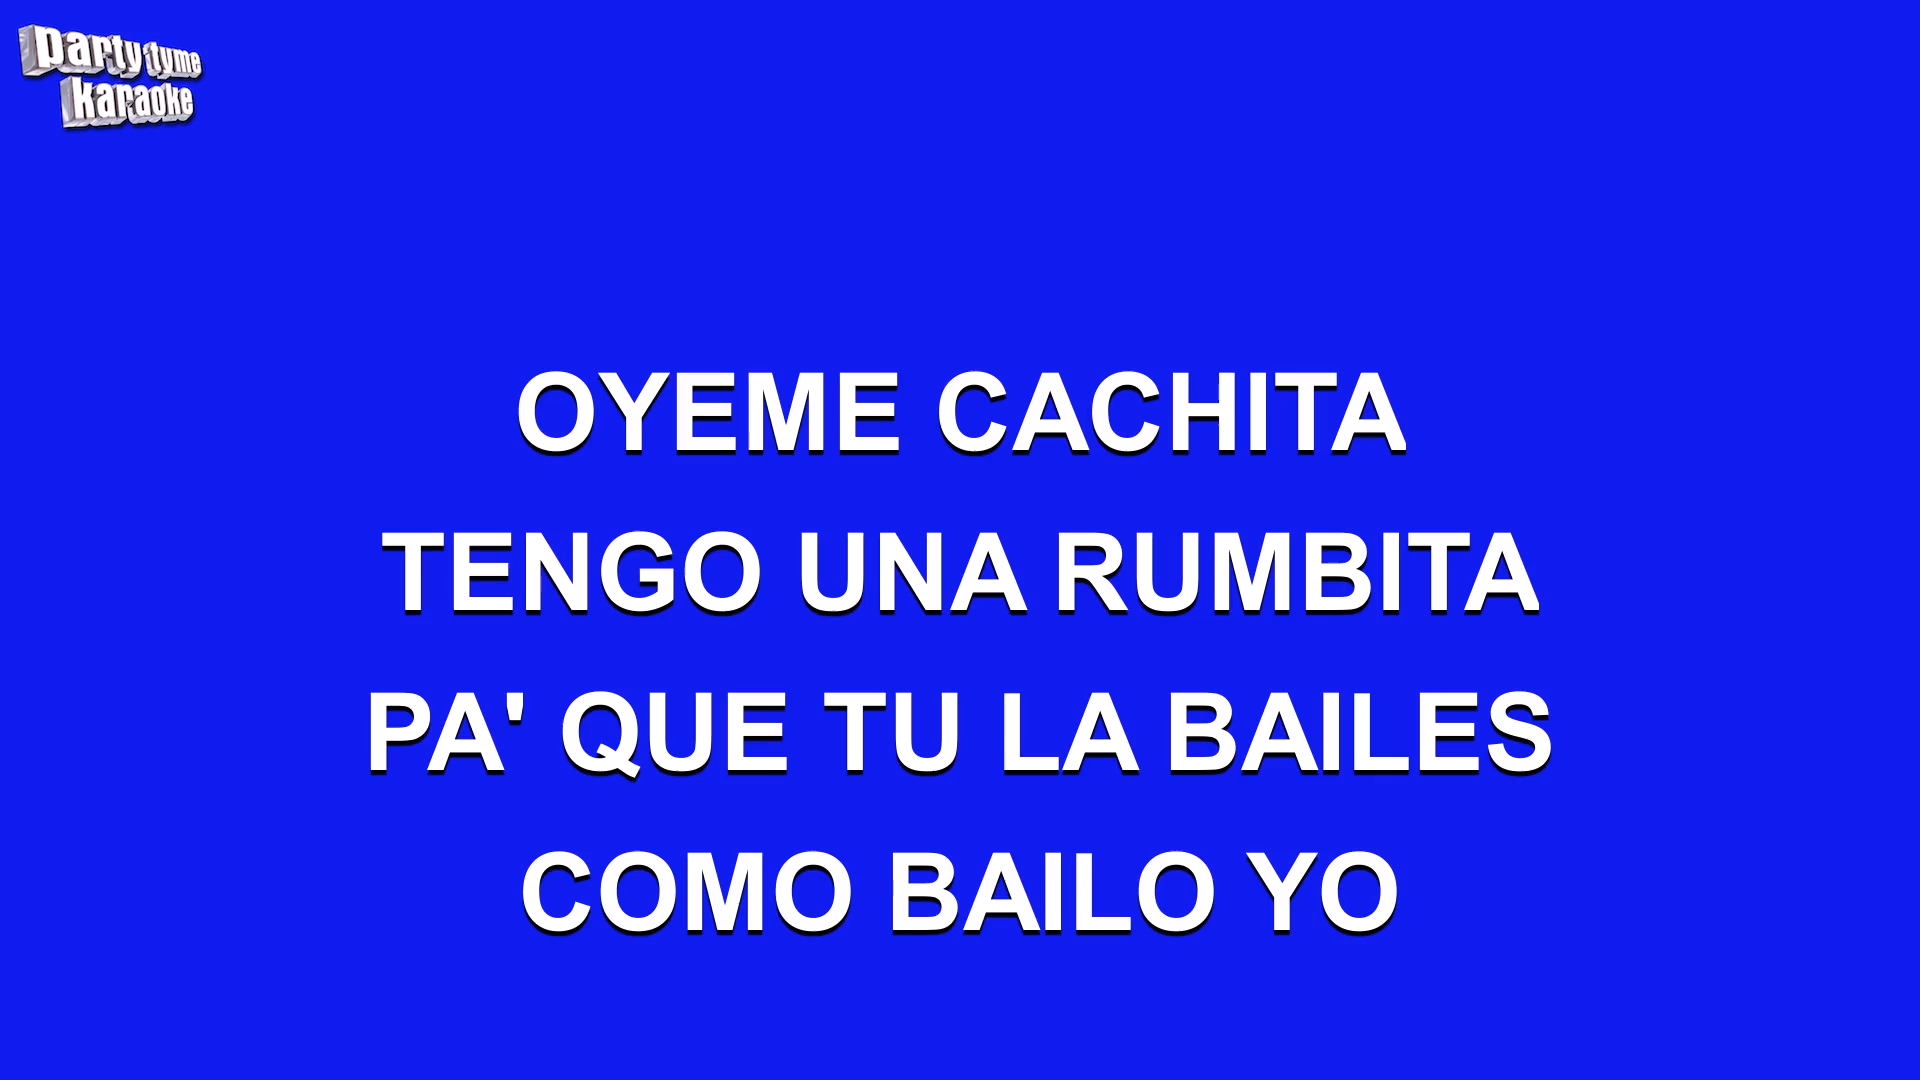 party tyme
karaoke
OYEME CACHITA
TENGO UNA RUMBITA
PA' QUE TU LA BAILES
COMO BAILO YO